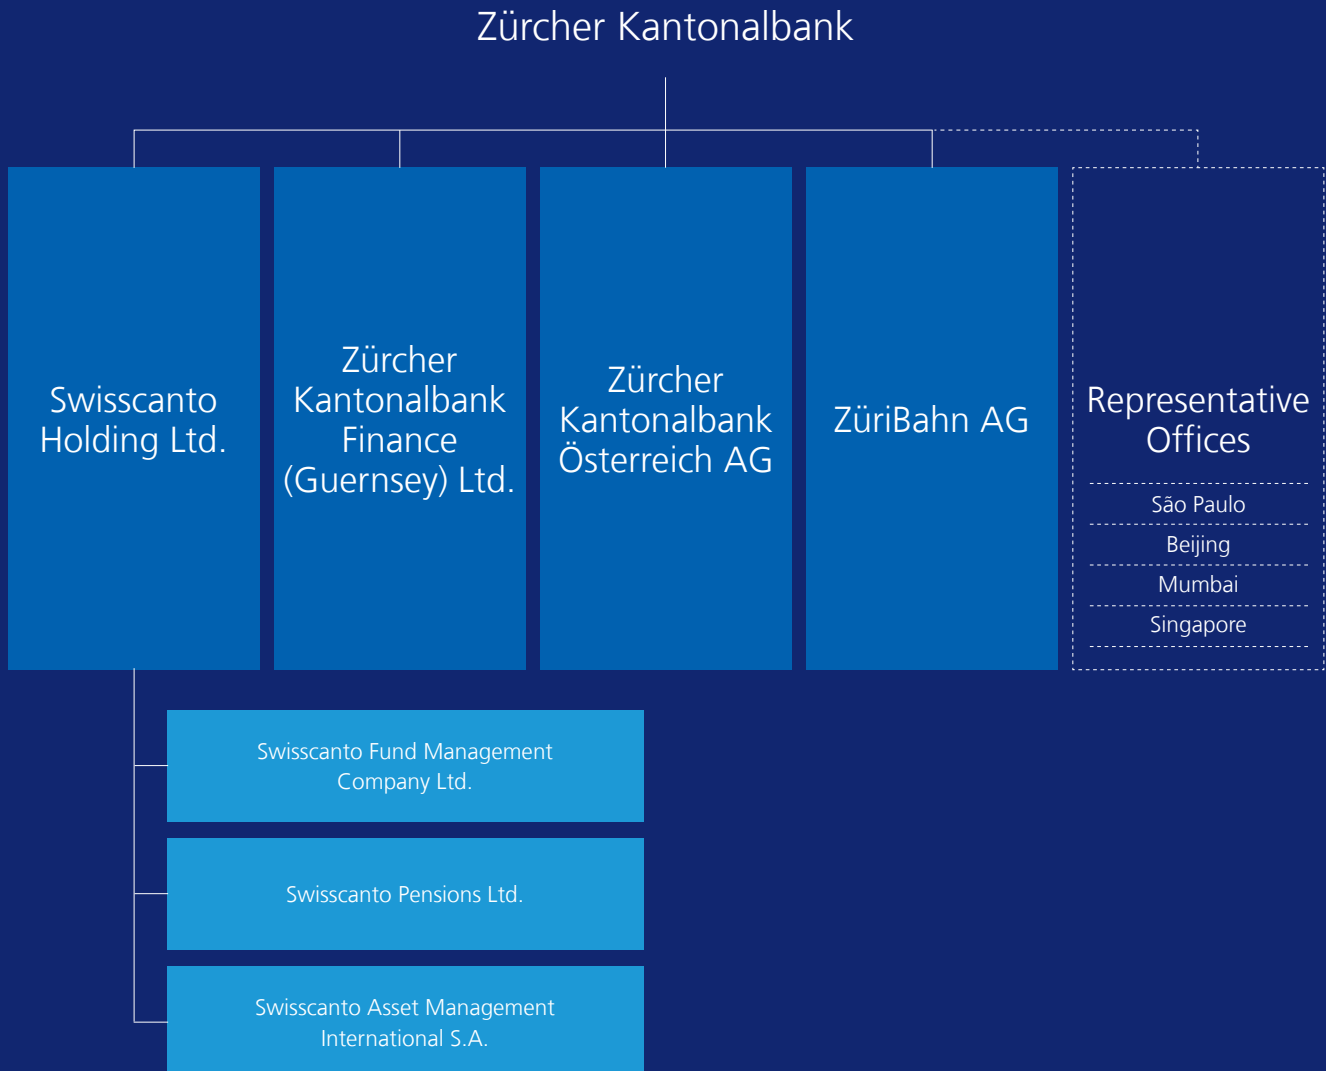 Zürcher Kantonalbank
Swisscanto
Holding Ltd.
Zürcher
Kantonalbank
Finance
(Guernsey) Ltd.
Zürcher
Kantonalbank
Österreich AG
ZüriBahn AG
Representative
Offices
São Paulo
Beijing
Mumbai
Singapore
Swisscanto Fund Management
Company Ltd.
Swisscanto Pensions Ltd.
Swisscanto Asset Management
International S.A.